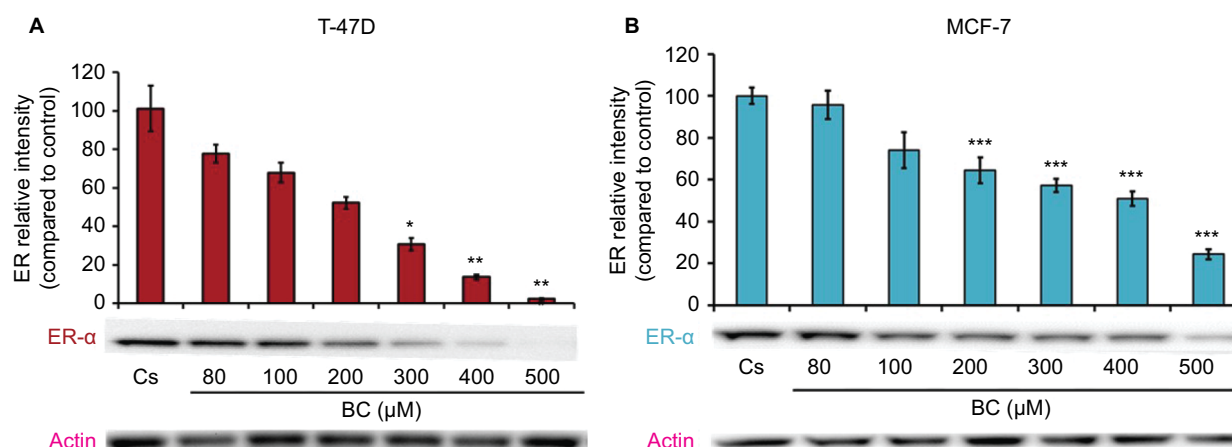 A
T-47D
ER relative intensity
(compared to control)
120
100
80
60
40
20
0
*
**
**
ER-α
Cs
80
100
200
300
400
500
BC (µM)
Actin
B
MCF-7
ER relative intensity
(compared to control)
120
100
80
60
40
20
0
***
***
***
***
ER-α
Cs
80
100
200
300
400
500
BC (µM)
Actin